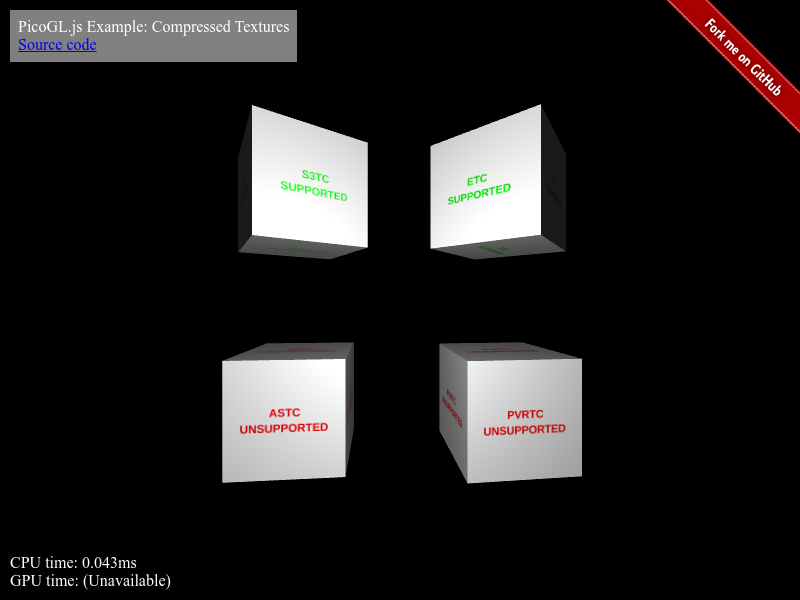 PicoGL.js Example: Compressed Textures
Source code
Fork me on GitHub
S3TC
SUPPORTED
ETC
SUPPORTED
ASTC
UNSUPPORTED
PVRTC
UNSUPPORTED
CPU time: 0.043ms
GPU time: (Unavailable)